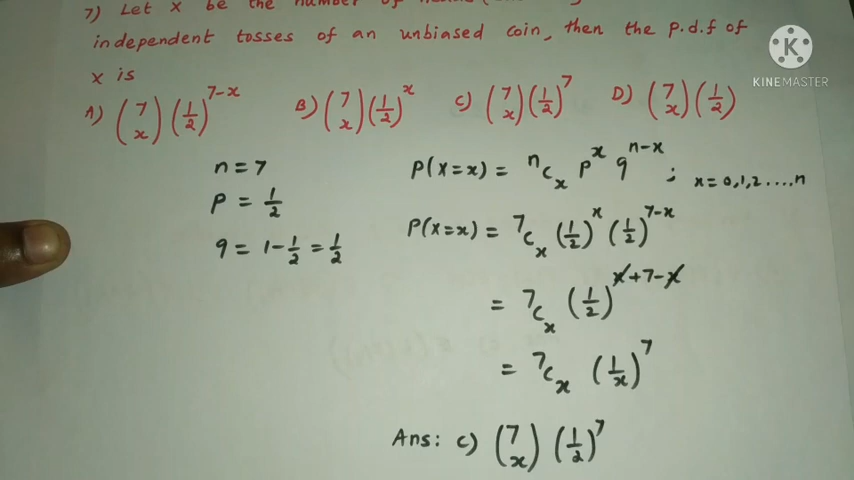 7) Let X be the number of
independent tosses of an unbiased coin, then the p.d.f of
X is
A) (7 x) (1/2)^(7-x) B) (7 x) (1/2)^x C) (7 x) (1/2)^7 D) (7 x) (1/2)
n = 7
P = 1/2
q = 1 - 1/2 = 1/2
P(X=x) = nCx p^x q^(n-x) ; x = 0,1,2 ....,n
P(X=x) = 7Cx (1/2)^x (1/2)^(7-x)
= 7Cx (1/2)^(x+7-x)
= 7Cx (1/x)^7
Ans: C) (7 x) (1/2)^7
K
KINEMASTER